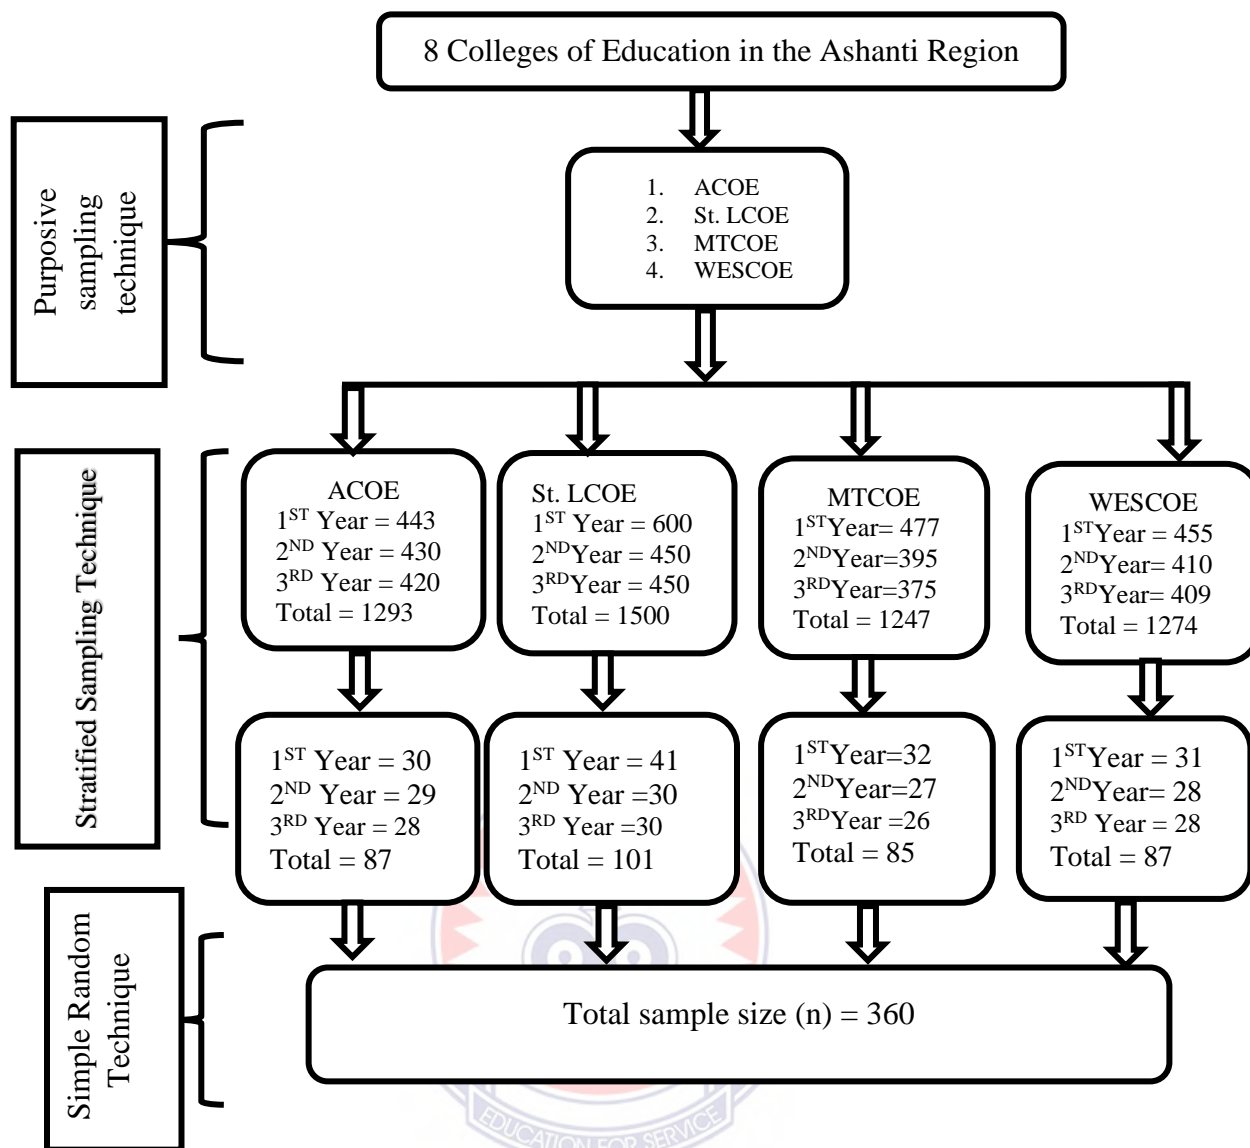 8 Colleges of Education in the Ashanti Region
Purposive
sampling
technique
1. ACOE
2. St. LCOE
3. MTCOE
4. WESCOE
Stratified Sampling Technique
ACOE
1ST Year = 443
2ND Year = 430
3RD Year = 420
Total = 1293
St. LCOE
1ST Year = 600
2NDYear = 450
3RDYear = 450
Total = 1500
MTCOE
1STYear= 477
2NDYear=395
3RDYear=375
Total = 1247
WESCOE
1STYear= 455
2NDYear= 410
3RDYear= 409
Total = 1274
1ST Year = 30
2ND Year = 29
3RD Year = 28
Total = 87
1ST Year = 41
2ND Year =30
3RD Year =30
Total = 101
1STYear=32
2NDYear=27
3RDYear =26
Total = 85
1STYear = 31
2NDYear= 28
3RD Year = 28
Total = 87
Simple Random
Technique
Total sample size (n) = 360
EDUCATION FOR SERVICE